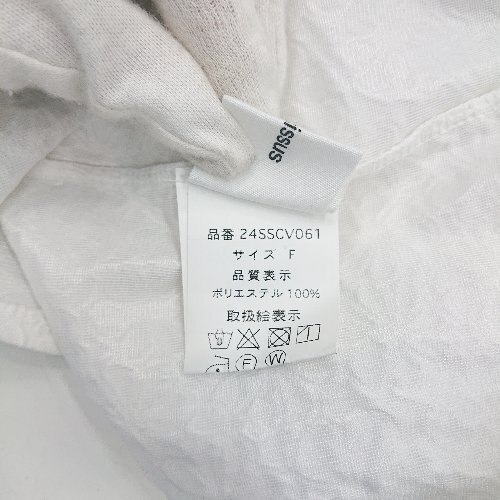 issus
品番 24SSCV061
サイズ F
品質表示
ポリエステル 100%
取扱絵表示
F W